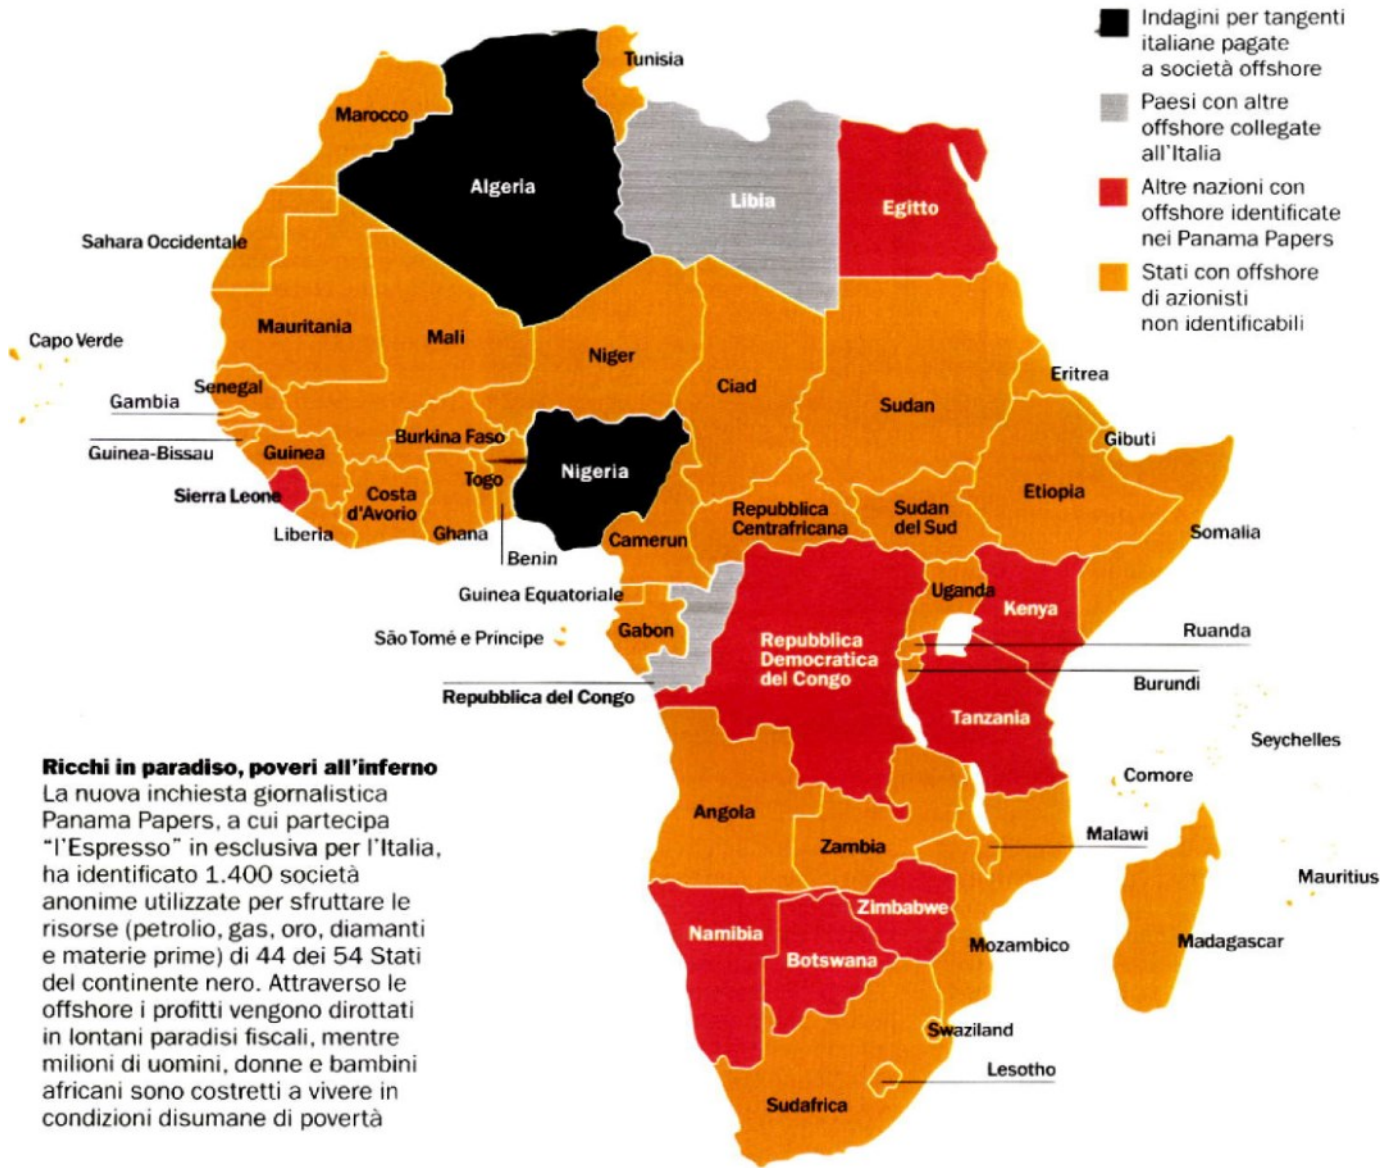 Indagini per tangenti
italiane pagate
a società offshore
Paesi con altre
offshore collegate
all'Italia
Altre nazioni con
offshore identificate
nei Panama Papers
Stati con offshore
di azionisti
non identificabili
Tunisia
Marocco
Algeria
Libia
Egitto
Sahara Occidentale
Mauritania
Mali
Niger
Ciad
Sudan
Eritrea
Capo Verde
Senegal
Gambia
Guinea-Bissau
Guinea
Burkina Faso
Togo
Nigeria
Gibuti
Sierra Leone
Costa
d'Avorio
Liberia
Ghana
Benin
Camerun
Repubblica
Centrafricana
Sudan
del Sud
Etiopia
Somalia
Guinea Equatoriale
Uganda
Kenya
São Tomé e Príncipe
Gabon
Repubblica
Democratica
del Congo
Ruanda
Repubblica del Congo
Burundi
Tanzania
Seychelles
Comore
Angola
Zambia
Malawi
Mauritius
Namibia
Zimbabwe
Botswana
Mozambico
Madagascar
Swaziland
Lesotho
Sudafrica
Ricchi in paradiso, poveri all'inferno
La nuova inchiesta giornalistica
Panama Papers, a cui partecipa
"l'Espresso" in esclusiva per l'Italia,
ha identificato 1.400 società
anonime utilizzate per sfruttare le
risorse (petrolio, gas, oro, diamanti
e materie prime) di 44 dei 54 Stati
del continente nero. Attraverso le
offshore i profitti vengono dirottati
in lontani paradisi fiscali, mentre
milioni di uomini, donne e bambini
africani sono costretti a vivere in
condizioni disumane di povertà